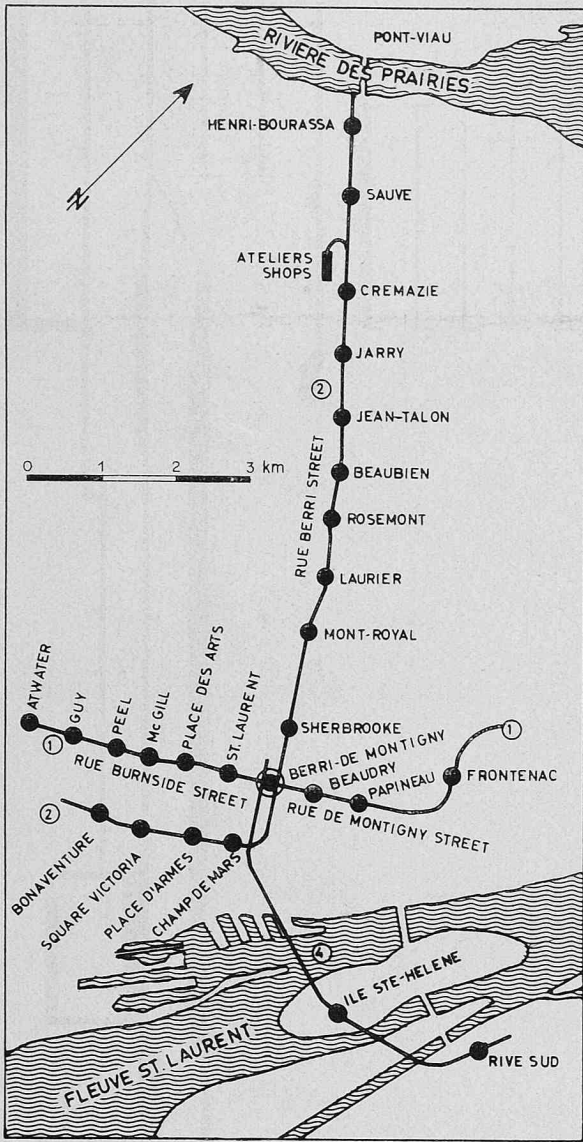 PONT-VIAU
RIVIERE DES PRAIRIES
N
HENRI-BOURASSA
SAUVE
ATELIERS
SHOPS
CREMAZIE
JARRY
2
JEAN-TALON
0 1 2 3 km
BEAUBIEN
RUE BERRI STREET
ROSEMONT
LAURIER
MONT-ROYAL
ATWATER
GUY
PEEL
McGILL
PLACE DES ARTS
ST. LAURENT
SHERBROOKE
1
1
RUE BURNSIDE STREET
BERRI-DE MONTIGNY
BEAUDRY
PAPINEAU
FRONTENAC
RUE DE MONTIGNY STREET
2
BONAVENTURE
SQUARE VICTORIA
PLACE D'ARMES
CHAMP DE MARS
4
ILE STE-HELENE
FLEUVE ST. LAURENT
RIVE SUD